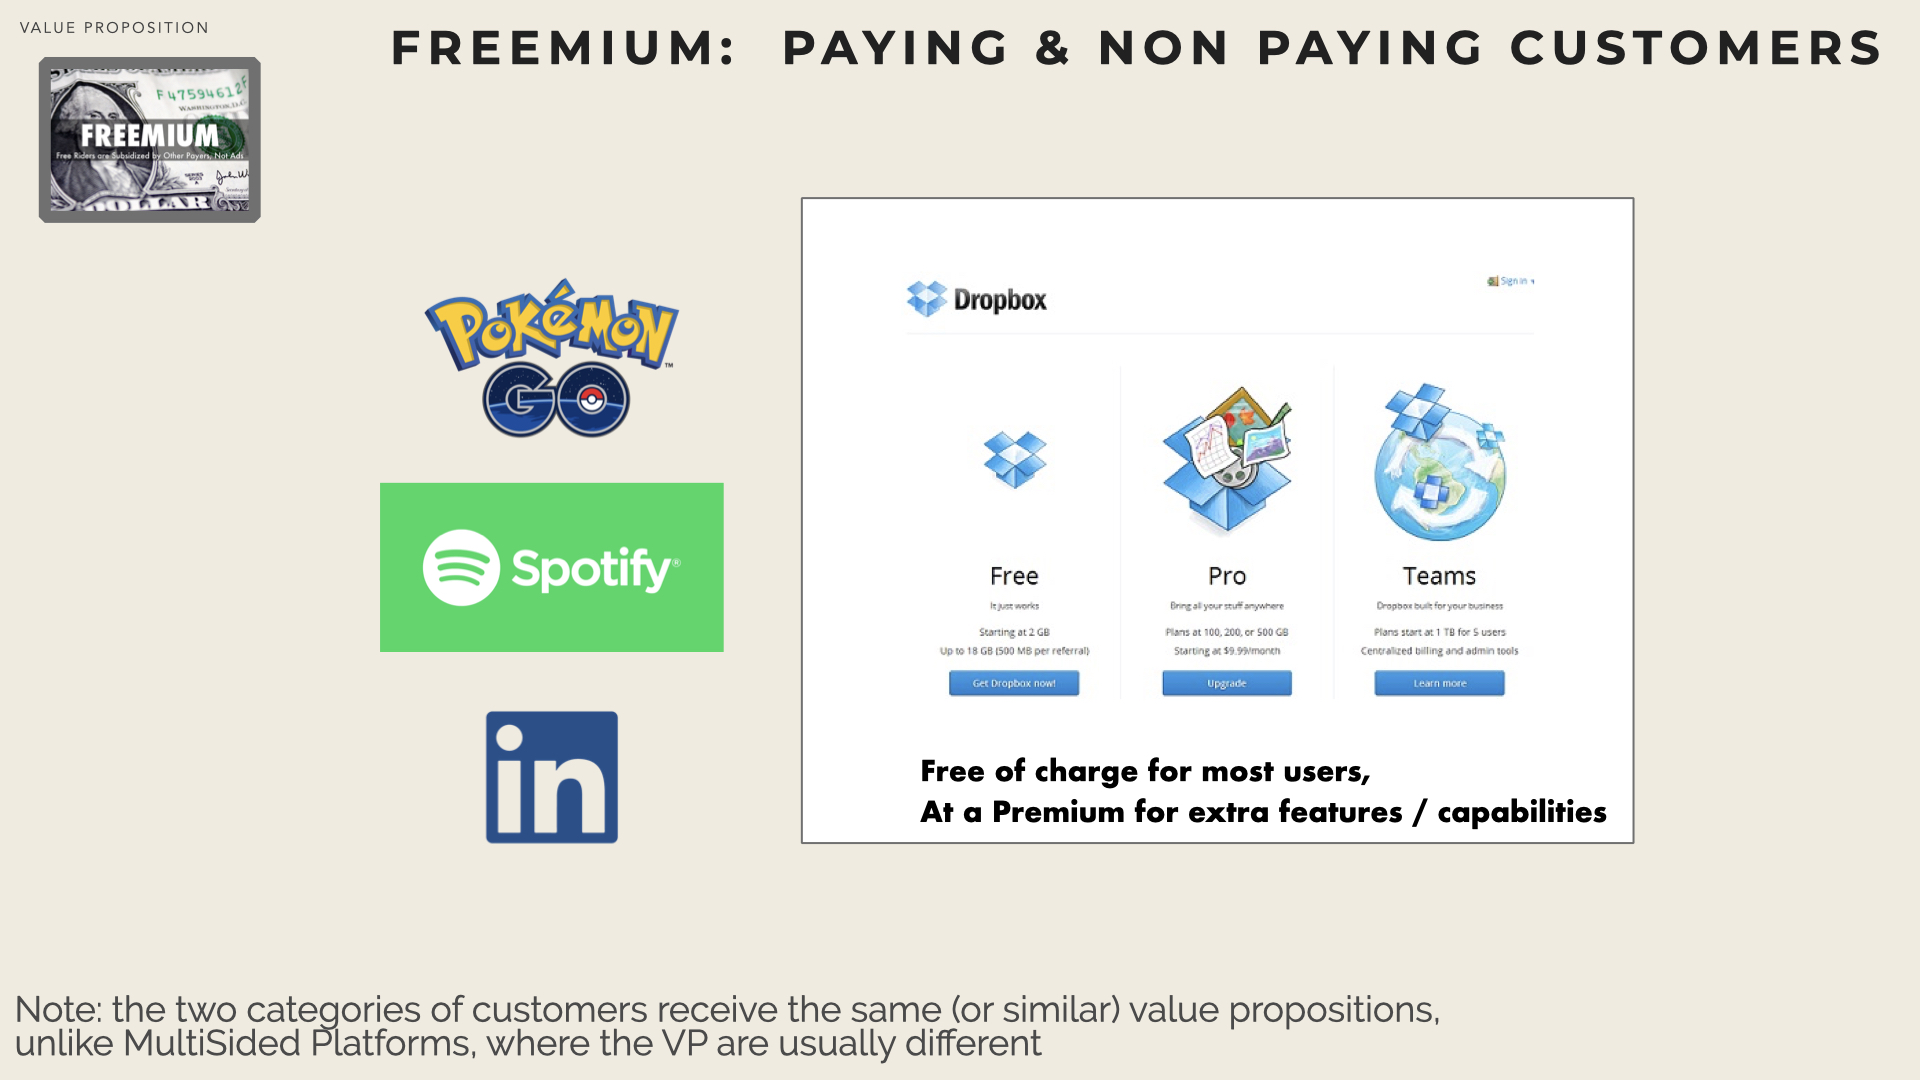 VALUE PROPOSITION
FREEMIUM: PAYING & NON PAYING CUSTOMERS
F 47594612F
WASHINGTON, D.C.
FREEMIUM
Free Riders are Subsidized by Other Payers, Not Ads
SERIES
DOLLAR
POKéMON
TM
GO
Spotify®
in
Dropbox
Sign in
Free
It just works
Starting at 2 GB
Up to 18 GB (500 MB per referral)
Get Dropbox now!
Pro
Bring all your stuff anywhere
Plans at 100, 200, or 500 GB
Starting at $9.99/month
Upgrade
Teams
Dropbox built for your business
Plans start at 1 TB for 5 users
Centralized billing and admin tools
Learn more
Free of charge for most users,
At a Premium for extra features / capabilities
Note: the two categories of customers receive the same (or similar) value propositions,
unlike MultiSided Platforms, where the VP are usually different